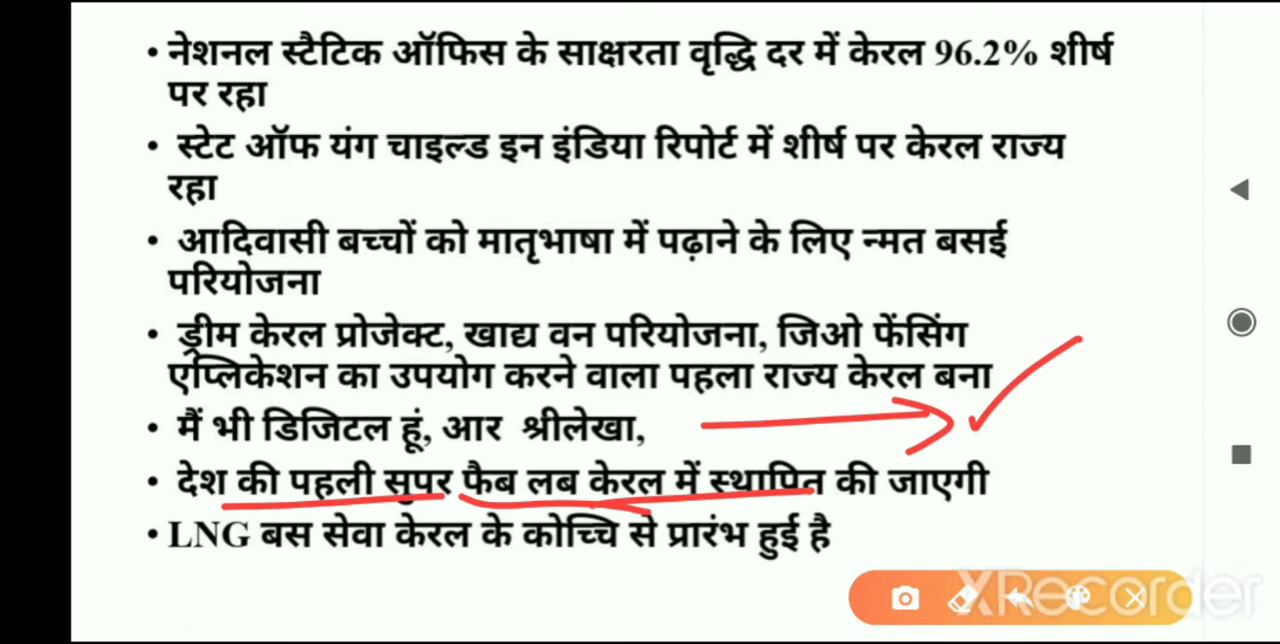 • नेशनल स्टैटिक ऑफिस के साक्षरता वृद्धि दर में केरल 96.2% शीर्ष
पर रहा
• स्टेट ऑफ यंग चाइल्ड इन इंडिया रिपोर्ट में शीर्ष पर केरल राज्य
रहा
• आदिवासी बच्चों को मातृभाषा में पढ़ाने के लिए न्मत बसई
परियोजना
• ड्रीम केरल प्रोजेक्ट, खाद्य वन परियोजना, जिओ फेंसिंग
एप्लिकेशन का उपयोग करने वाला पहला राज्य केरल बना
• मैं भी डिजिटल हूं, आर श्रीलेखा,
• देश की पहली सुपर फैब लब केरल में स्थापित की जाएगी
• LNG बस सेवा केरल के कोच्चि से प्रारंभ हुई है
XRecorder